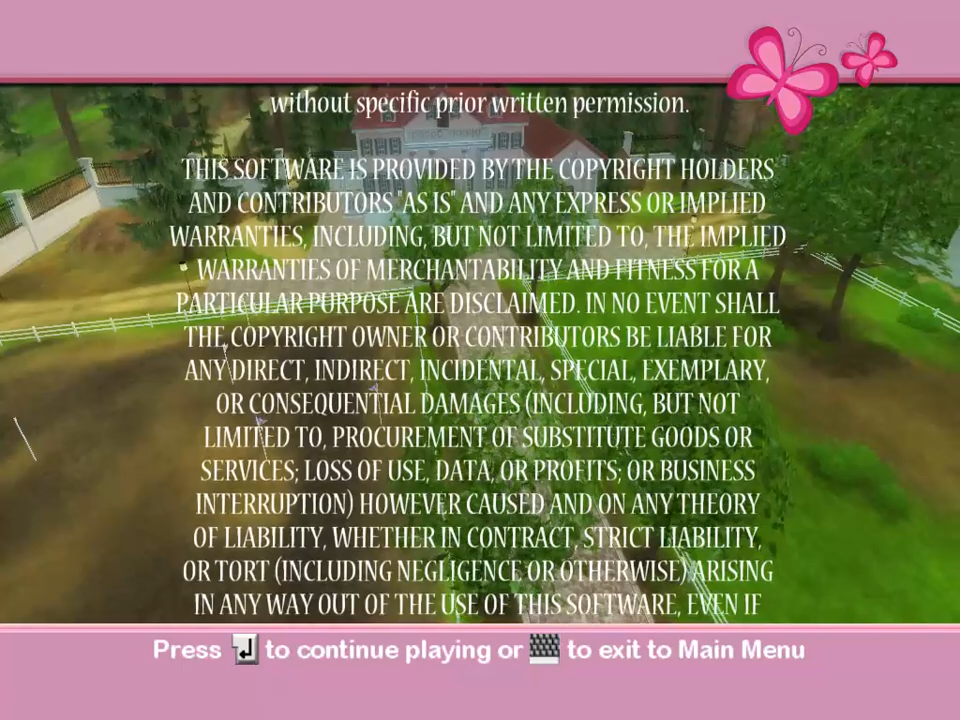 without specific prior written permission.
THIS SOFTWARE IS PROVIDED BY THE COPYRIGHT HOLDERS
AND CONTRIBUTORS "AS IS" AND ANY EXPRESS OR IMPLIED
WARRANTIES, INCLUDING, BUT NOT LIMITED TO, THE IMPLIED
WARRANTIES OF MERCHANTABILITY AND FITNESS FOR A
PARTICULAR PURPOSE ARE DISCLAIMED. IN NO EVENT SHALL
THE COPYRIGHT OWNER OR CONTRIBUTORS BE LIABLE FOR
ANY DIRECT, INDIRECT, INCIDENTAL, SPECIAL, EXEMPLARY,
OR CONSEQUENTIAL DAMAGES (INCLUDING, BUT NOT
LIMITED TO, PROCUREMENT OF SUBSTITUTE GOODS OR
SERVICES; LOSS OF USE, DATA, OR PROFITS; OR BUSINESS
INTERRUPTION) HOWEVER CAUSED AND ON ANY THEORY
OF LIABILITY, WHETHER IN CONTRACT, STRICT LIABILITY,
OR TORT (INCLUDING NEGLIGENCE OR OTHERWISE) ARISING
IN ANY WAY OUT OF THE USE OF THIS SOFTWARE, EVEN IF
Press to continue playing or to exit to Main Menu